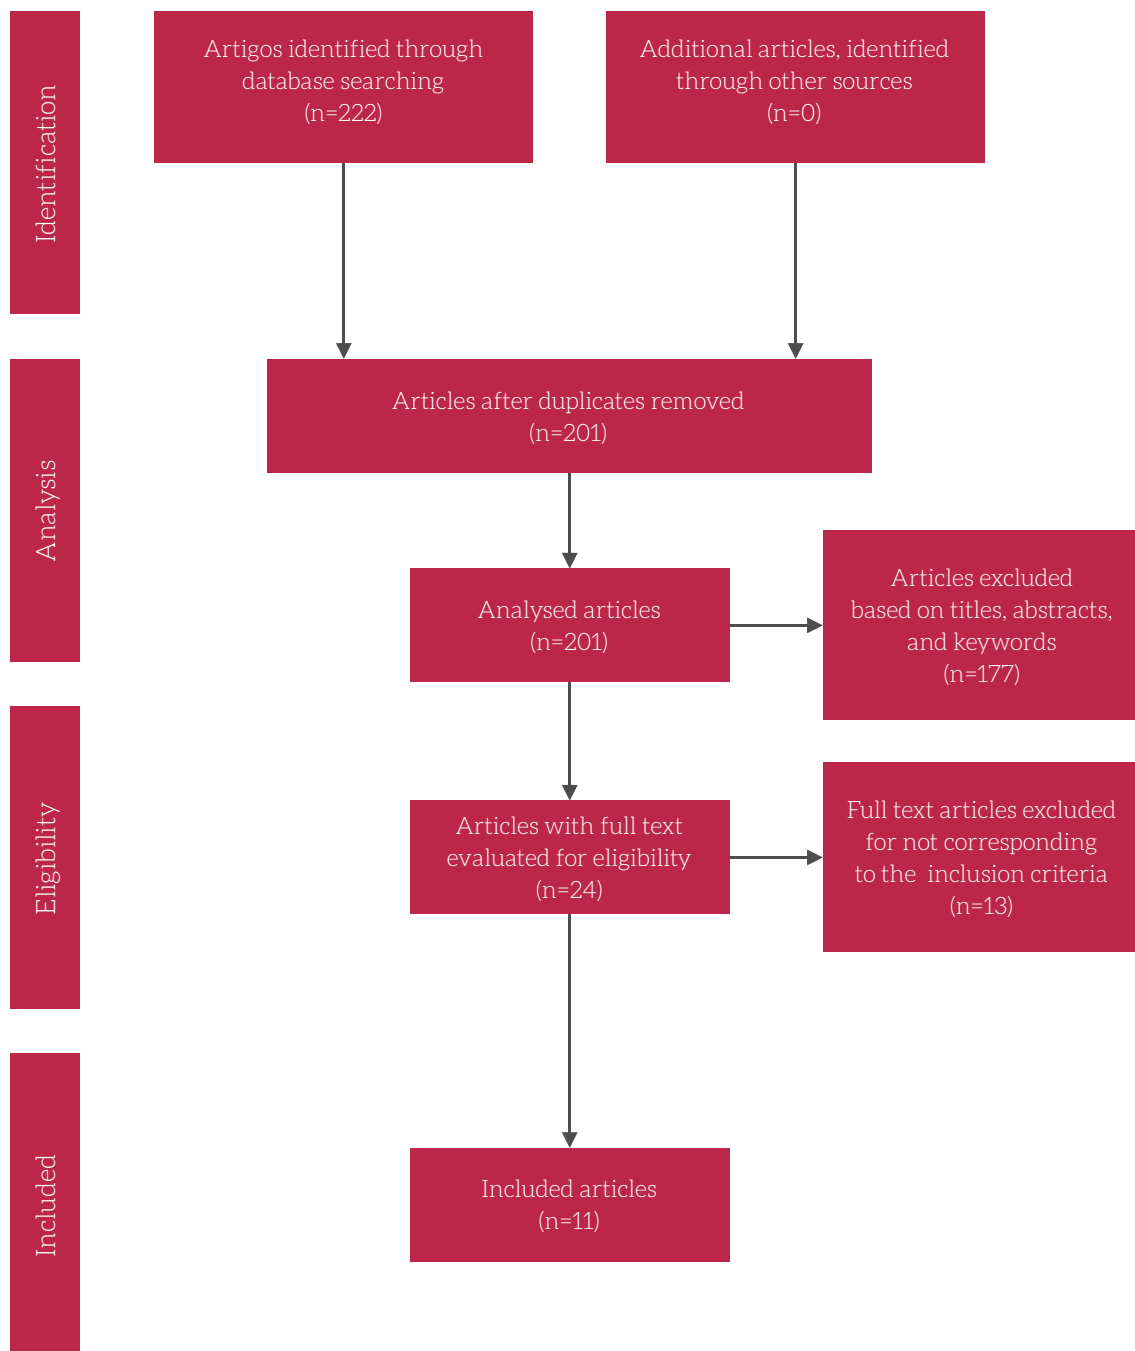 Identification
Artigos identified through
database searching
(n=222)
Additional articles, identified
through other sources
(n=0)
Analysis
Articles after duplicates removed
(n=201)
Analysed articles
(n=201)
Articles excluded
based on titles, abstracts,
and keywords
(n=177)
Eligibility
Articles with full text
evaluated for eligibility
(n=24)
Full text articles excluded
for not corresponding
to the inclusion criteria
(n=13)
Included
Included articles
(n=11)